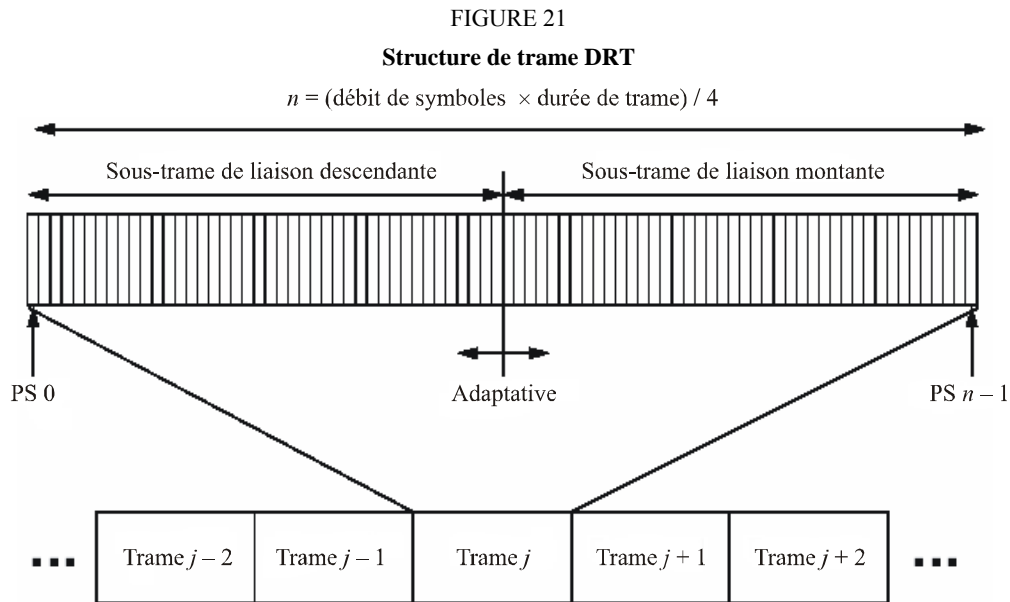 FIGURE 21
Structure de trame DRT
n = (débit de symboles × durée de trame) / 4
Sous-trame de liaison descendante
Sous-trame de liaison montante
PS 0
Adaptative
PS n – 1
Trame j – 2
Trame j – 1
Trame j
Trame j + 1
Trame j + 2